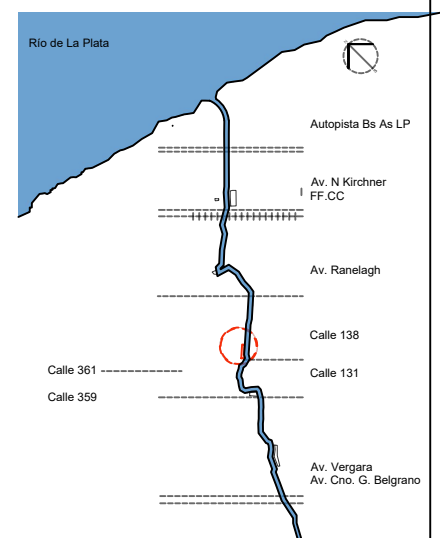 Río de La Plata
Autopista Bs As LP
Av. N Kirchner
FF.CC
Av. Ranelagh
Calle 138
Calle 361
Calle 131
Calle 359
Av. Vergara
Av. Cno. G. Belgrano